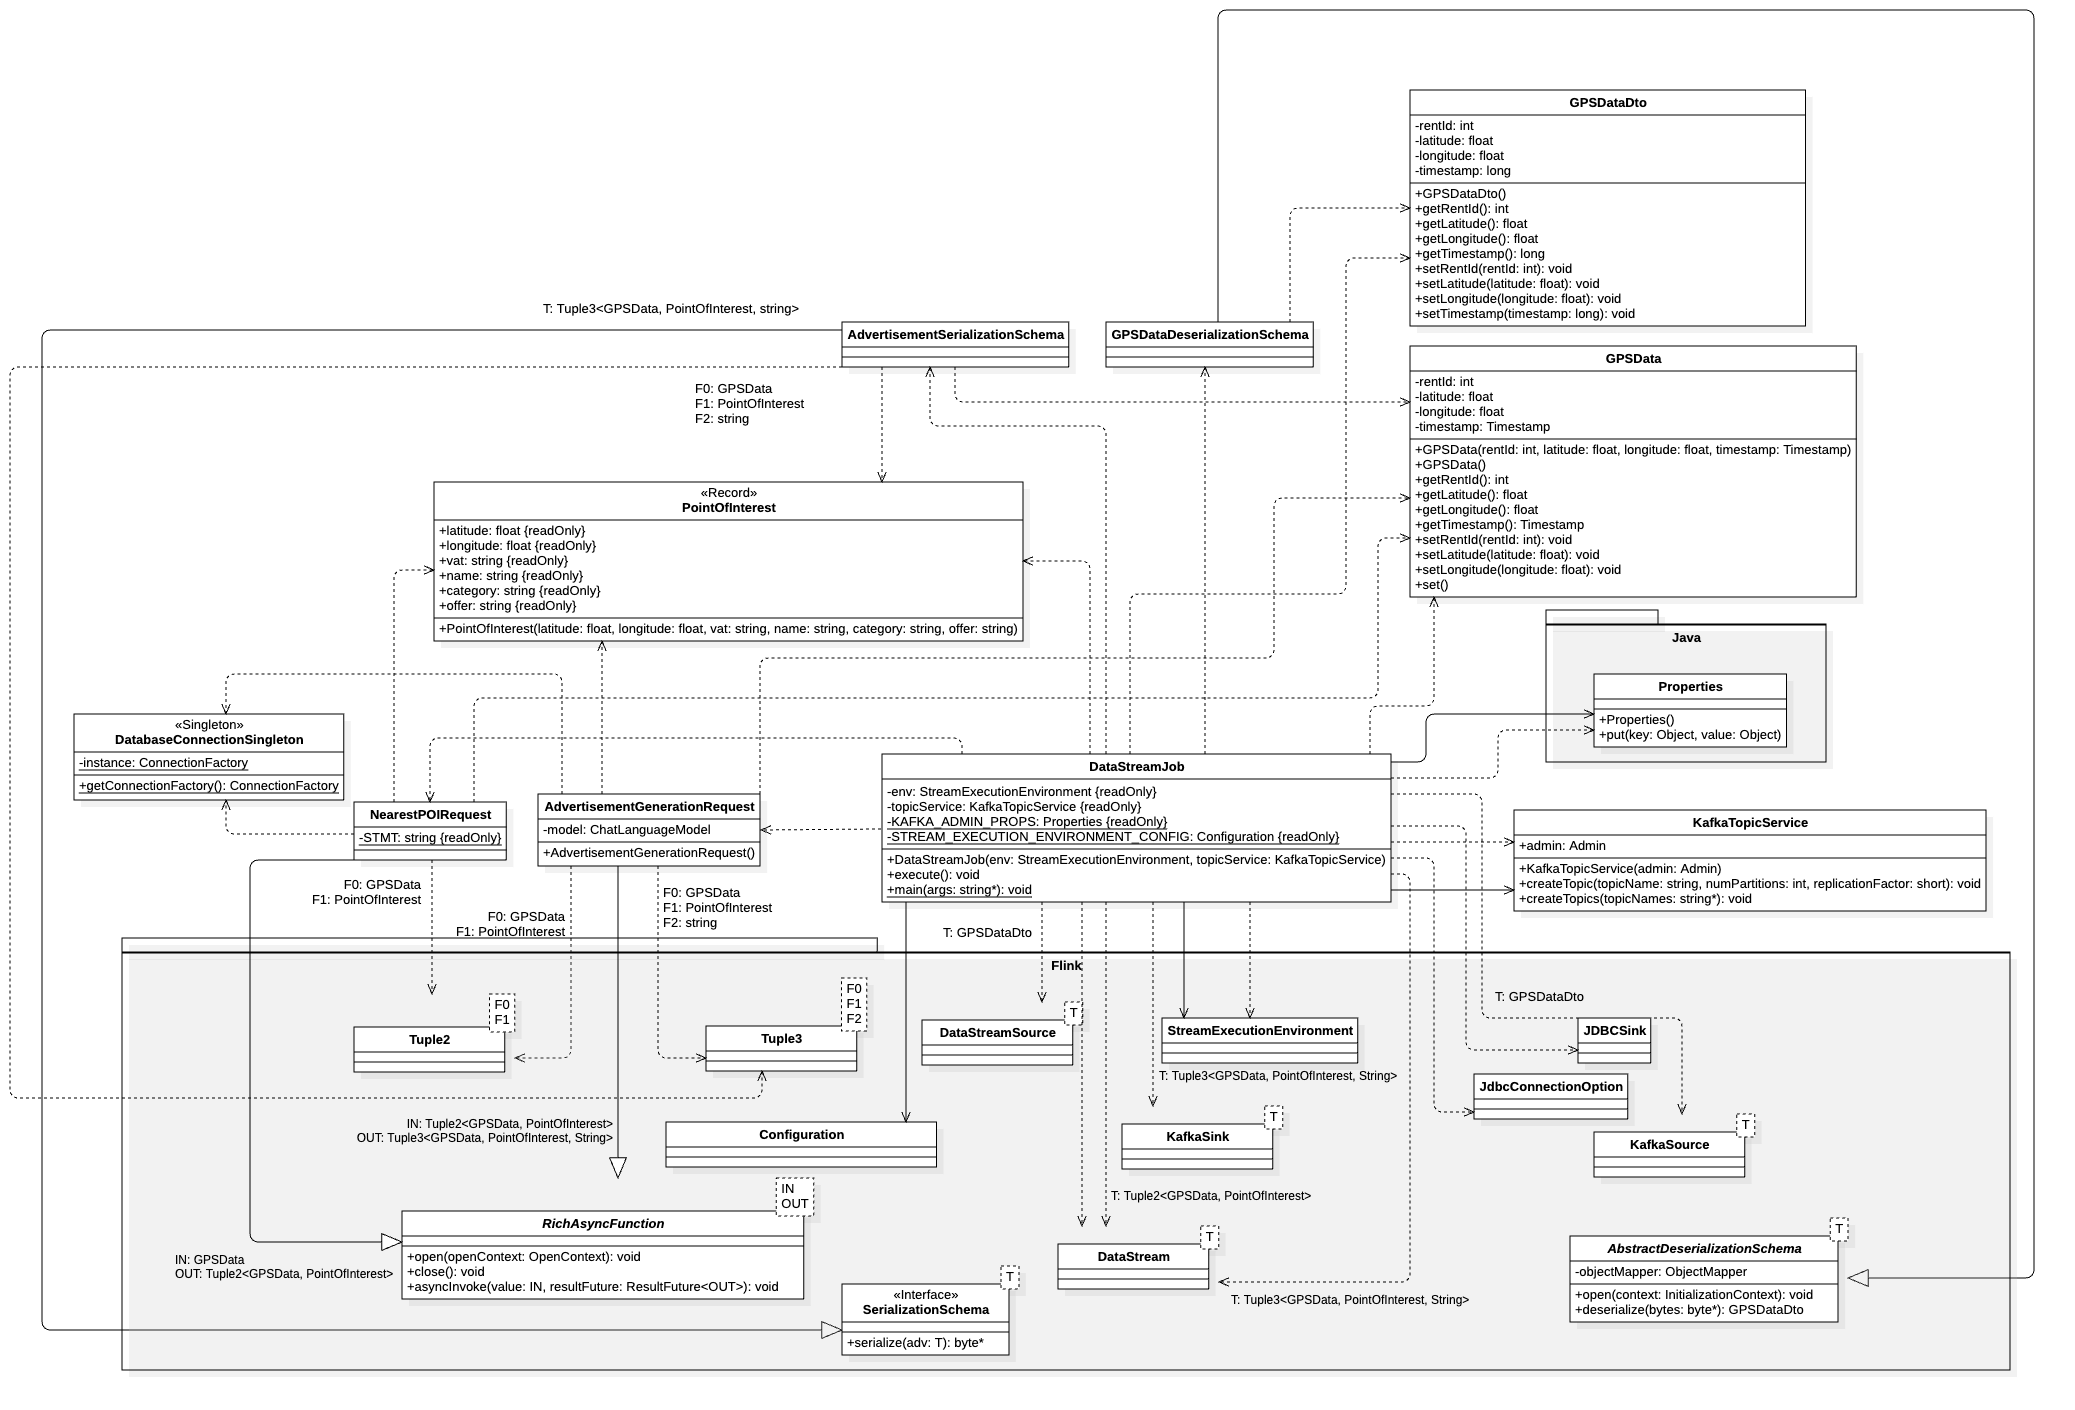 GPSDataDto
-rentId: int
-latitude: float
-longitude: float
-timestamp: long
+GPSDataDto()
+getRentId(): int
+getLatitude(): float
+getLongitude(): float
+getTimestamp(): long
+setRentId(rentId: int): void
+setLatitude(latitude: float): void
+setLongitude(longitude: float): void
+setTimestamp(timestamp: long): void
T: Tuple3<GPSData, PointOfInterest, string>
AdvertisementSerializationSchema
GPSDataDeserializationSchema
GPSData
-rentId: int
-latitude: float
-longitude: float
-timestamp: Timestamp
+GPSData(rentId: int, latitude: float, longitude: float, timestamp: Timestamp)
+GPSData()
+getRentId(): int
+getLatitude(): float
+getLongitude(): float
+getTimestamp(): Timestamp
+setRentId(rentId: int): void
+setLatitude(latitude: float): void
+setLongitude(longitude: float): void
+set()
F0: GPSData
F1: PointOfInterest
F2: string
«Record»
PointOfInterest
+latitude: float {readOnly}
+longitude: float {readOnly}
+vat: string {readOnly}
+name: string {readOnly}
+category: string {readOnly}
+offer: string {readOnly}
+PointOfInterest(latitude: float, longitude: float, vat: string, name: string, category: string, offer: string)
Java
Properties
+Properties()
+put(key: Object, value: Object)
«Singleton»
DatabaseConnectionSingleton
-instance: ConnectionFactory
+getConnectionFactory(): ConnectionFactory
NearestPOIRequest
-STMT: string {readOnly}
AdvertisementGenerationRequest
-model: ChatLanguageModel
+AdvertisementGenerationRequest()
DataStreamJob
-env: StreamExecutionEnvironment {readOnly}
-topicService: KafkaTopicService {readOnly}
-KAFKA_ADMIN_PROPS: Properties {readOnly}
-STREAM_EXECUTION_ENVIRONMENT_CONFIG: Configuration {readOnly}
+DataStreamJob(env: StreamExecutionEnvironment, topicService: KafkaTopicService)
+execute(): void
+main(args: string*): void
KafkaTopicService
+admin: Admin
+KafkaTopicService(admin: Admin)
+createTopic(topicName: string, numPartitions: int, replicationFactor: short): void
+createTopics(topicNames: string*): void
F0: GPSData
F1: PointOfInterest
F0: GPSData
F1: PointOfInterest
F0: GPSData
F1: PointOfInterest
F2: string
T: GPSDataDto
Flink
F0
F1
Tuple2
F0
F1
F2
Tuple3
T
DataStreamSource
StreamExecutionEnvironment
T: GPSDataDto
JDBCSink
T: Tuple3<GPSData, PointOfInterest, String>
JdbcConnectionOption
IN: Tuple2<GPSData, PointOfInterest>
OUT: Tuple3<GPSData, PointOfInterest, String>
Configuration
T
KafkaSink
T
KafkaSource
IN
OUT
RichAsyncFunction
+open(openContext: OpenContext): void
+close(): void
+asyncInvoke(value: IN, resultFuture: ResultFuture<OUT>): void
IN: GPSData
OUT: Tuple2<GPSData, PointOfInterest>
T: Tuple2<GPSData, PointOfInterest>
T
DataStream
T: Tuple3<GPSData, PointOfInterest, String>
T
«Interface»
SerializationSchema
+serialize(adv: T): byte*
T
AbstractDeserializationSchema
-objectMapper: ObjectMapper
+open(context: InitializationContext): void
+deserialize(bytes: byte*): GPSDataDto